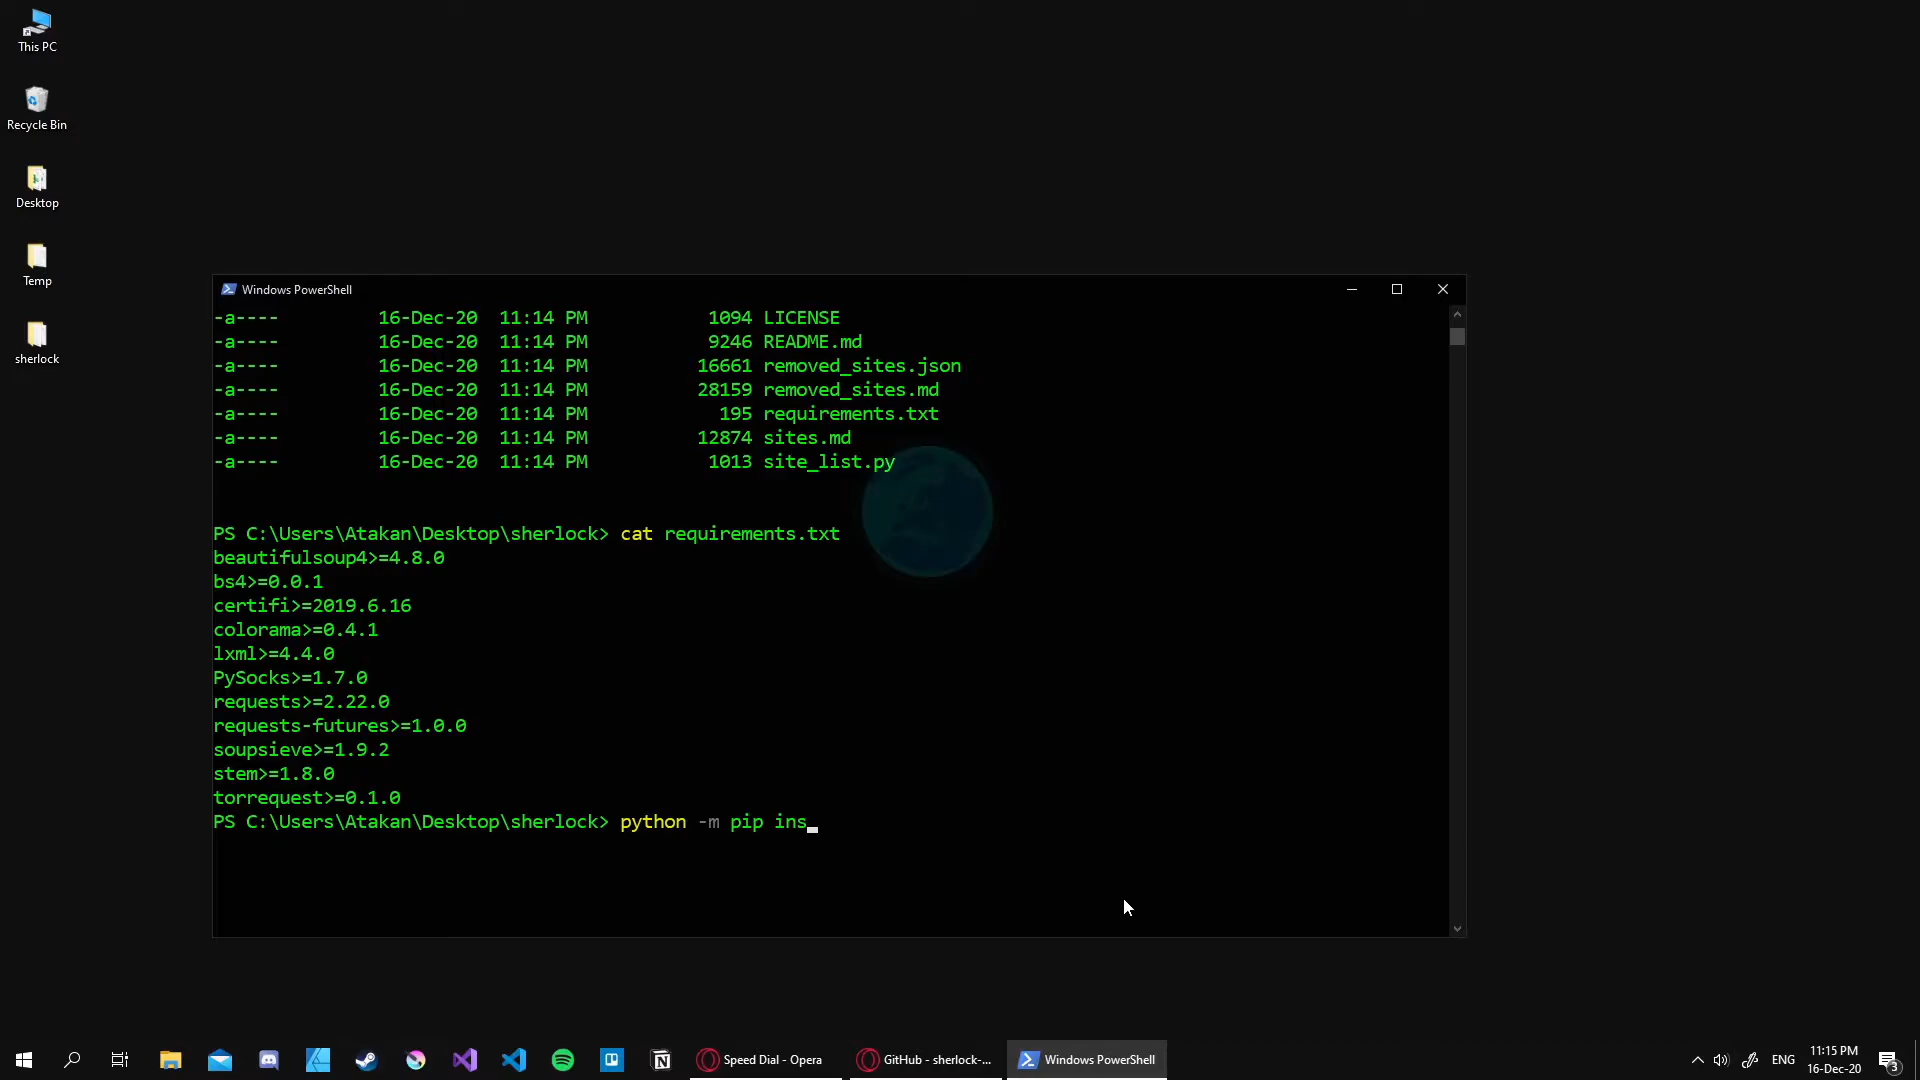 This PC
Recycle Bin
Desktop
Temp
sherlock
Windows PowerShell
-a----         16-Dec-20  11:14 PM           1094 LICENSE
-a----         16-Dec-20  11:14 PM           9246 README.md
-a----         16-Dec-20  11:14 PM          16661 removed_sites.json
-a----         16-Dec-20  11:14 PM          28159 removed_sites.md
-a----         16-Dec-20  11:14 PM            195 requirements.txt
-a----         16-Dec-20  11:14 PM          12874 sites.md
-a----         16-Dec-20  11:14 PM           1013 site_list.py
PS C:\Users\Atakan\Desktop\sherlock> cat requirements.txt
beautifulsoup4>=4.8.0
bs4>=0.0.1
certifi>=2019.6.16
colorama>=0.4.1
lxml>=4.4.0
PySocks>=1.7.0
requests>=2.22.0
requests-futures>=1.0.0
soupsieve>=1.9.2
stem>=1.8.0
torrequest>=0.1.0
PS C:\Users\Atakan\Desktop\sherlock> python -m pip ins
Speed Dial - Opera
GitHub - sherlock-...
Windows PowerShell
ENG
11:15 PM
16-Dec-20
3